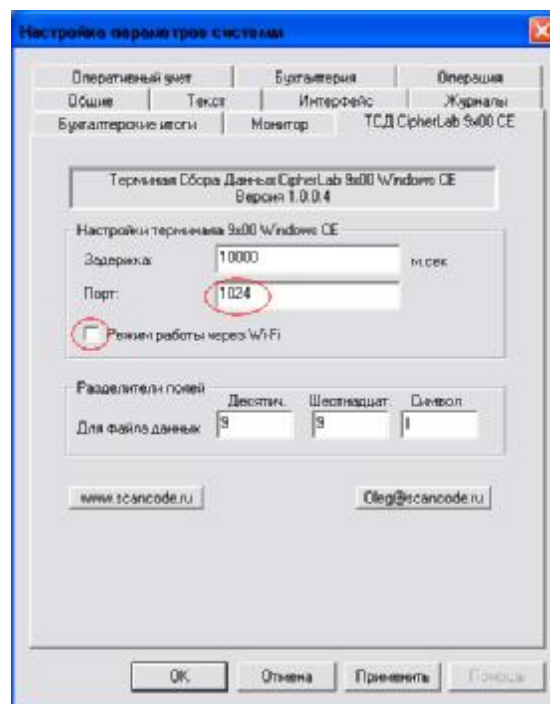 Настройка параметров системы
Оперативный учет Бухгалтерия Операция
Общие Текст Интерфейс Журналы
Бухгалтерские итоги Монитор ТСД CipherLab 9x00 CE
Терминал Сбора Данных CipherLab 9x00 Windows CE
Версия 1.0.0.4
Настройки терминала 9x00 Windows CE
Задержка: 10000 м.сек
Порт: 1024
Режим работы через Wi-Fi
Разделители полей
Десятич. Шестнадцат. Символ
Для файла данных 9 9
www.scancode.ru Oleg@scancode.ru
OK Отмена Применить Помощь